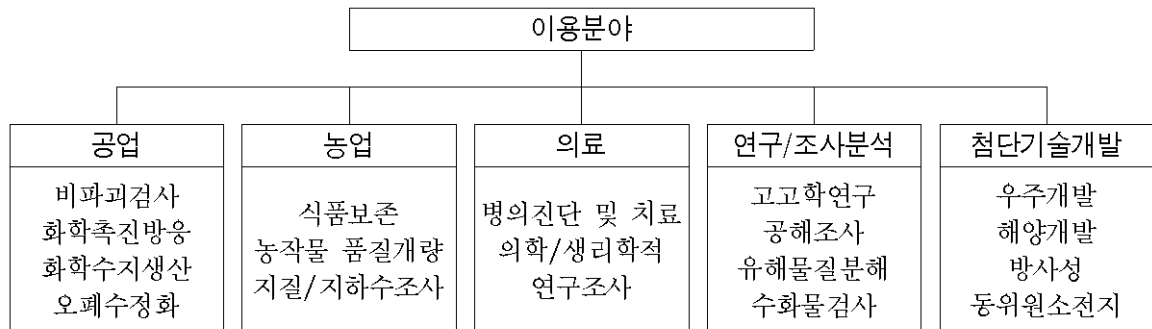 이용분야
공업
비파괴검사
화학촉진방응
화학수지생산
오폐수정화
농업
식품보존
농작물 품질개량
지질/지하수조사
의료
병의진단 및 치료
의학/생리학적
연구조사
연구/조사분석
고고학연구
공해조사
유해물질분해
수화물검사
첨단기술개발
우주개발
해양개발
방사성
동위원소전지